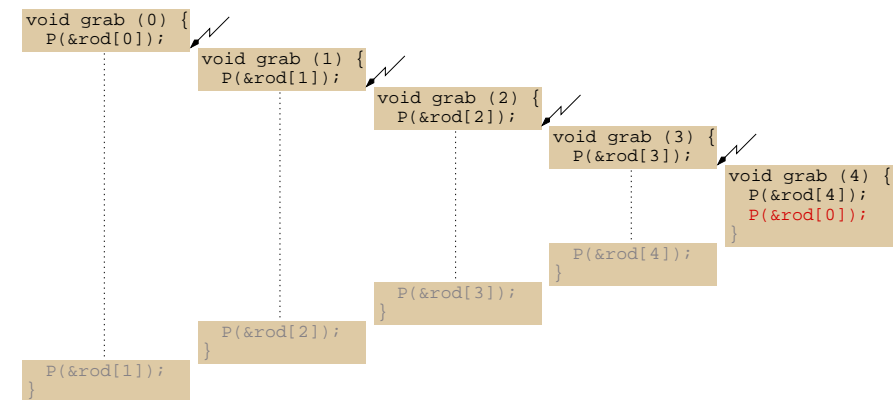 void grab (0) {
P(&rod[0]);
void grab (1) {
P(&rod[1]);
void grab (2) {
P(&rod[2]);
void grab (3) {
P(&rod[3]);
void grab (4) {
P(&rod[4]);
P(&rod[0]);
}
P(&rod[4]);
}
P(&rod[3]);
}
P(&rod[2]);
}
P(&rod[1]);
}